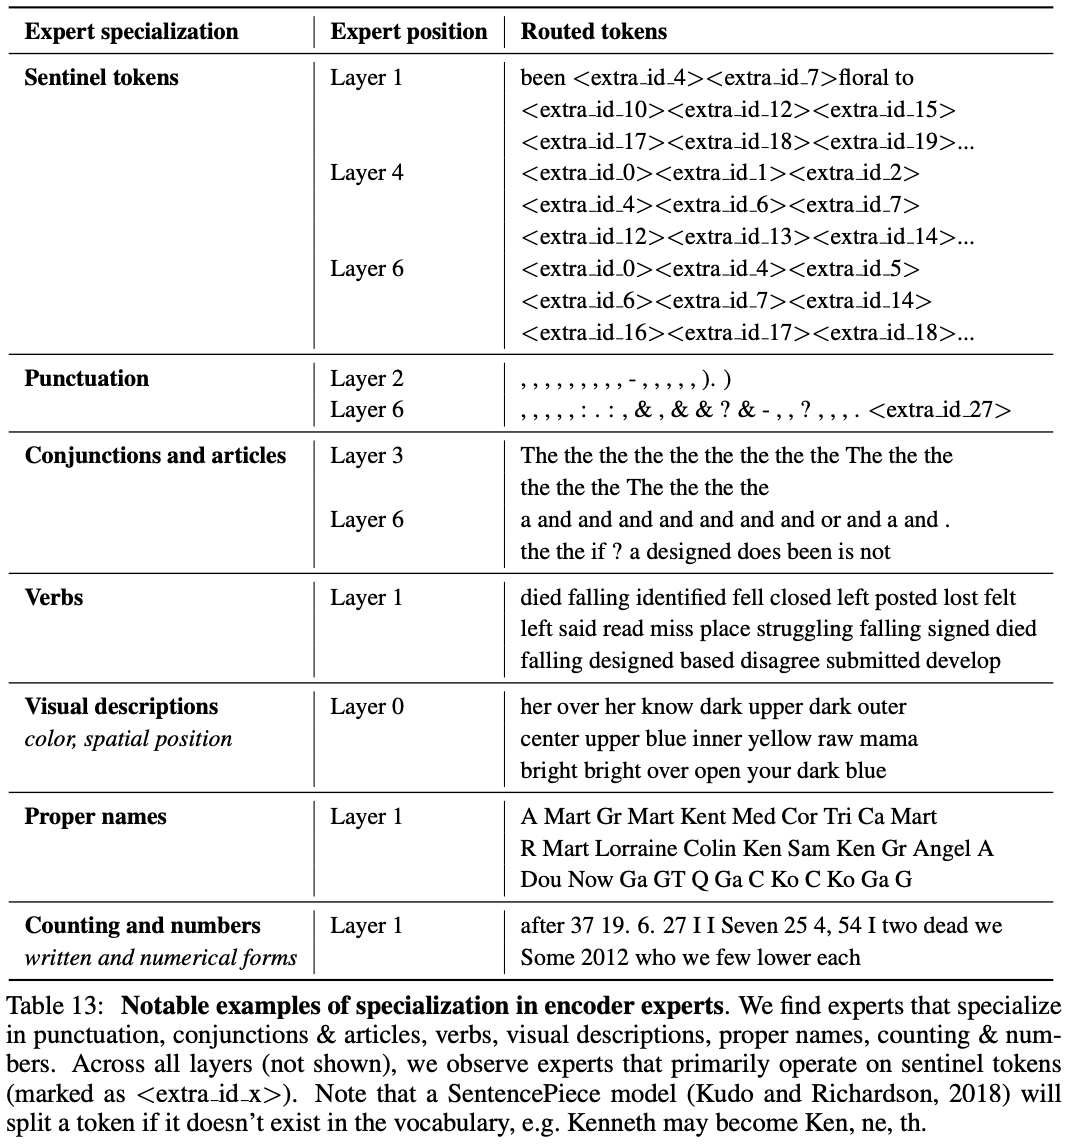 Expert specialization Expert position Routed tokens
Sentinel tokens Layer 1 been <extra_id_4><extra_id_7>floral to
<extra_id_10><extra_id_12><extra_id_15>
<extra_id_17><extra_id_18><extra_id_19>...
Layer 4 <extra_id_0><extra_id_1><extra_id_2>
<extra_id_4><extra_id_6><extra_id_7>
<extra_id_12><extra_id_13><extra_id_14>...
Layer 6 <extra_id_0><extra_id_4><extra_id_5>
<extra_id_6><extra_id_7><extra_id_14>
<extra_id_16><extra_id_17><extra_id_18>...
Punctuation Layer 2 , , , , , , , , , - , , , , , ). )
Layer 6 , , , , , : . : , & , & & ? & - , , ? , , , . <extra_id_27>
Conjunctions and articles Layer 3 The the the the the the the the the The the the
the the the The the the the
Layer 6 a and and and and and and and or and a and .
the the if ? a designed does been is not
Verbs Layer 1 died falling identified fell closed left posted lost felt
left said read miss place struggling falling signed died
falling designed based disagree submitted develop
Visual descriptions Layer 0 her over her know dark upper dark outer
color, spatial position center upper blue inner yellow raw mama
bright bright over open your dark blue
Proper names Layer 1 A Mart Gr Mart Kent Med Cor Tri Ca Mart
R Mart Lorraine Colin Ken Sam Ken Gr Angel A
Dou Now Ga GT Q Ga C Ko C Ko Ga G
Counting and numbers Layer 1 after 37 19. 6. 27 I I Seven 25 4, 54 I two dead we
written and numerical forms Some 2012 who we few lower each
Table 13: Notable examples of specialization in encoder experts. We find experts that specialize
in punctuation, conjunctions & articles, verbs, visual descriptions, proper names, counting & num-
bers. Across all layers (not shown), we observe experts that primarily operate on sentinel tokens
(marked as <extra_id_x>). Note that a SentencePiece model (Kudo and Richardson, 2018) will
split a token if it doesn't exist in the vocabulary, e.g. Kenneth may become Ken, ne, th.